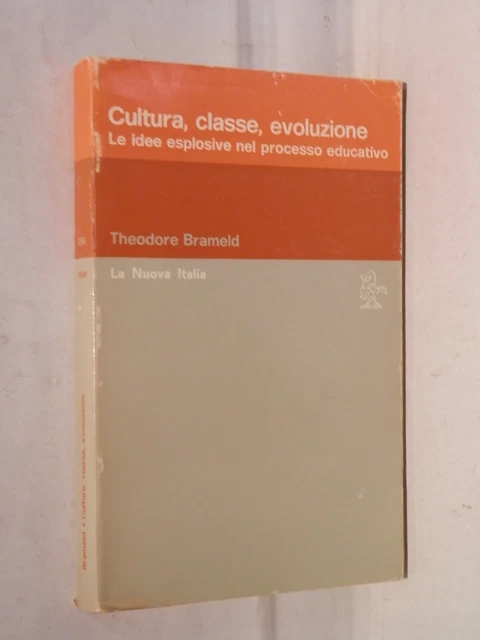 Cultura, classe, evoluzione
Le idee esplosive nel processo educativo
Theodore Brameld
La Nuova Italia
Brameld • Cultura, classe, evoluzione